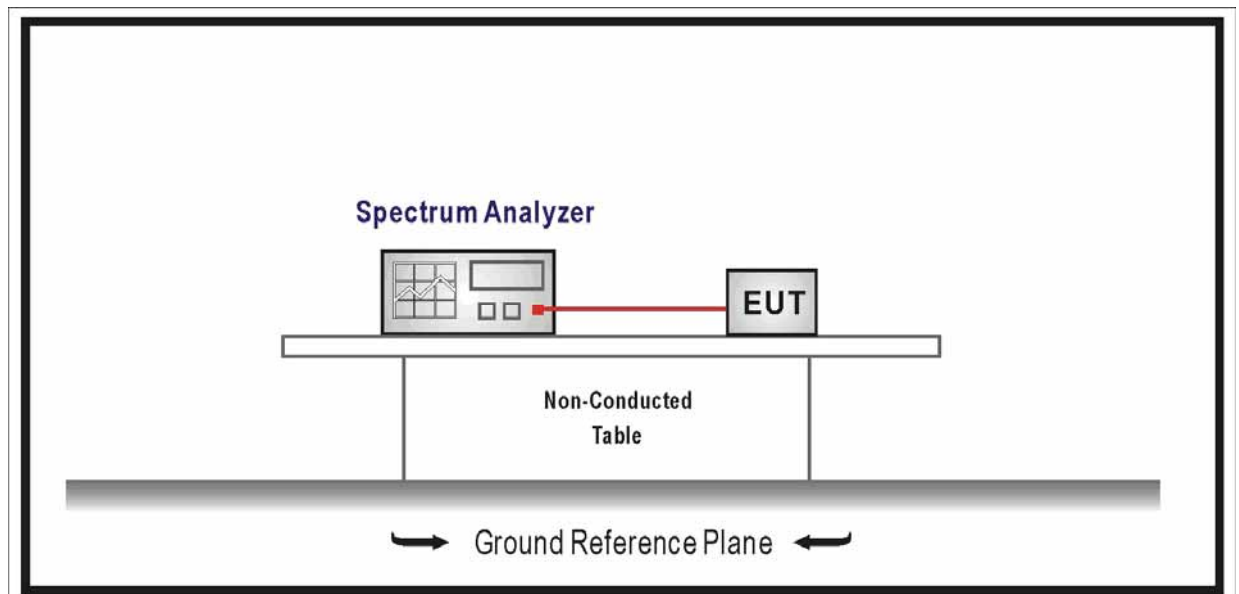 Spectrum Analyzer
EUT
Non-Conducted
Table
Ground Reference Plane